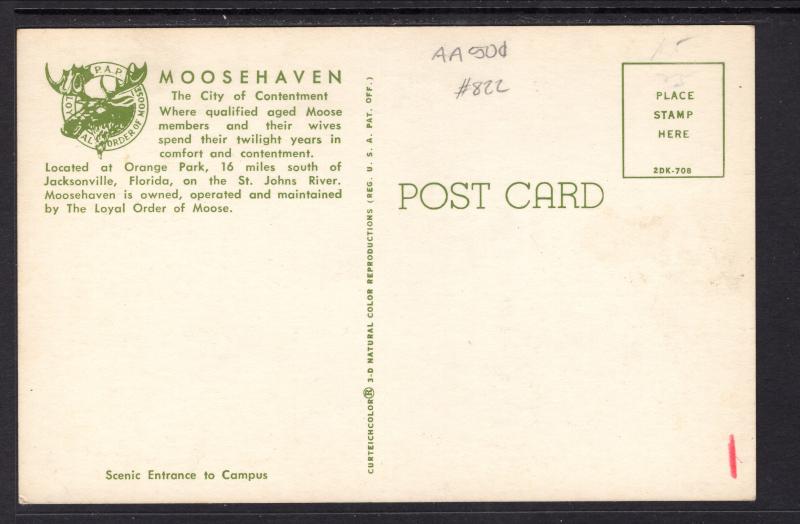 P.A.P.
LOYAL ORDER OF MOOSE
MOOSEHAVEN
The City of Contentment
Where qualified aged Moose
members and their wives
spend their twilight years in
comfort and contentment.
Located at Orange Park, 16 miles south of
Jacksonville, Florida, on the St. Johns River.
Moosehaven is owned, operated and maintained
by The Loyal Order of Moose.
Scenic Entrance to Campus
CURTEICHCOLOR® 3-D NATURAL COLOR REPRODUCTIONS (REG. U. S. A. PAT. OFF.)
AA 50¢
#822
POST CARD
15
PLACE
STAMP
HERE
2DK-708